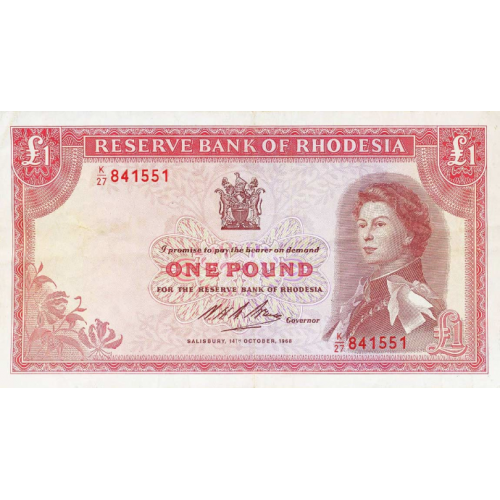 £1 RESERVE BANK OF RHODESIA £1
K/27 841551
I promise to pay the bearer on demand
ONE POUND
FOR THE RESERVE BANK OF RHODESIA
Governor
SALISBURY, 14TH OCTOBER, 1968
K/27 841551
£1